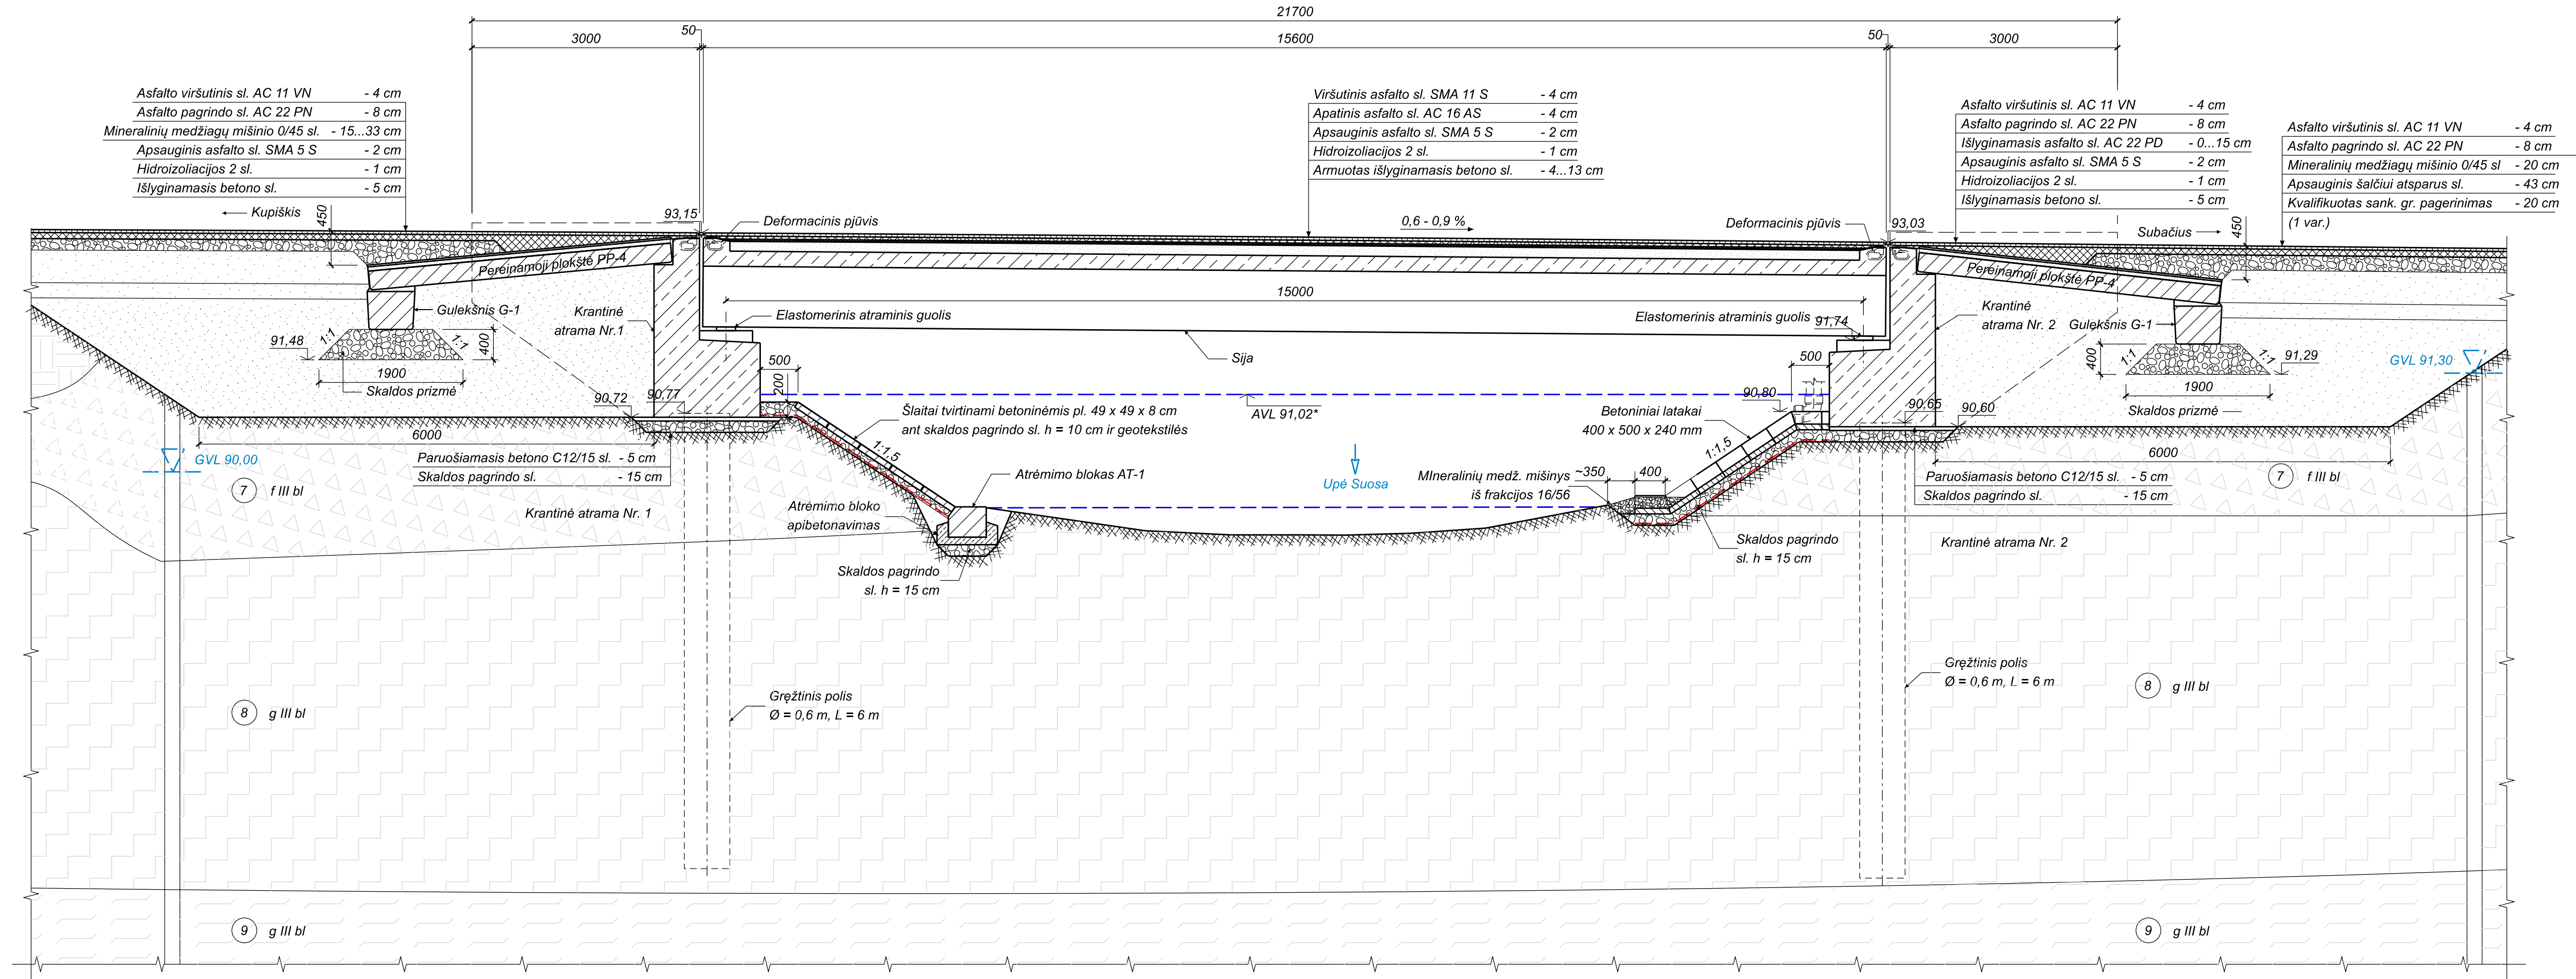 21700
3000
50
15600
50
3000
Asfalto viršutinis sl. AC 11 VN - 4 cm
Asfalto pagrindo sl. AC 22 PN - 8 cm
Mineralinių medžiagų mišinio 0/45 sl. - 15...33 cm
Apsauginis asfalto sl. SMA 5 S - 2 cm
Hidroizoliacijos 2 sl. - 1 cm
Išlyginamasis betono sl. - 5 cm
Viršutinis asfalto sl. SMA 11 S - 4 cm
Apatinis asfalto sl. AC 16 AS - 4 cm
Apsauginis asfalto sl. SMA 5 S - 2 cm
Hidroizoliacijos 2 sl. - 1 cm
Armuotas išlyginamasis betono sl. - 4...13 cm
Asfalto viršutinis sl. AC 11 VN - 4 cm
Asfalto pagrindo sl. AC 22 PN - 8 cm
Išlyginamasis asfalto sl. AC 22 PD - 0...15 cm
Apsauginis asfalto sl. SMA 5 S - 2 cm
Hidroizoliacijos 2 sl. - 1 cm
Išlyginamasis betono sl. - 5 cm
Asfalto viršutinis sl. AC 11 VN - 4 cm
Asfalto pagrindo sl. AC 22 PN - 8 cm
Mineralinių medžiagų mišinio 0/45 sl - 20 cm
Apsauginis šalčiui atsparus sl. - 43 cm
Kvalifikuotas sank. gr. pagerinimas - 20 cm
(1 var.)
Kupiškis
450
93,15
Deformacinis pjūvis
0,6 - 0,9 %
Deformacinis pjūvis
93,03
Subačius
450
Pereinamoji plokštė PP-4
Pereinamoji plokštė PP-4
15000
Gulekšnis G-1
Krantinė
atrama Nr.1
Elastomerinis atraminis guolis
Elastomerinis atraminis guolis
91,74
Krantinė
atrama Nr. 2
Gulekšnis G-1
91,48
1:1
1:1
400
1900
Skaldos prizmė
Sija
500
200
500
400
1:1
1:1
91,29
1900
Skaldos prizmė
GVL 91,30
90,72
90,77
Šlaitai tvirtinami betoninėmis pl. 49 x 49 x 8 cm
ant skaldos pagrindo sl. h = 10 cm ir geotekstilės
AVL 91,02*
90,80
Betoniniai latakai
400 x 500 x 240 mm
90,65
90,60
6000
6000
GVL 90,00
Paruošiamasis betono C12/15 sl. - 5 cm
Skaldos pagrindo sl. - 15 cm
1:1,5
Atrėmimo blokas AT-1
Upė Suosa
MIneralinių medž. mišinys
iš frakcijos 16/56
~350
400
1:1,5
Paruošiamasis betono C12/15 sl. - 5 cm
Skaldos pagrindo sl. - 15 cm
7 f III bl
7 f III bl
Krantinė atrama Nr. 1
Atrėmimo bloko
apibetonavimas
Skaldos pagrindo
sl. h = 15 cm
Skaldos pagrindo
sl. h = 15 cm
Krantinė atrama Nr. 2
Gręžtinis polis
Ø = 0,6 m, L = 6 m
Gręžtinis polis
Ø = 0,6 m, L = 6 m
8 g III bl
8 g III bl
9 g III bl
9 g III bl